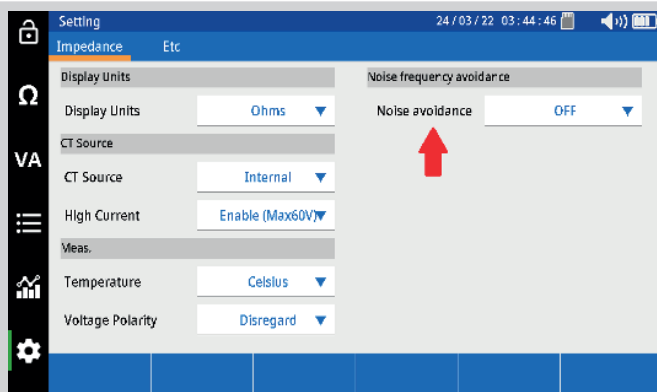 Setting
24/03/22 03:44:46
Impedance Etc
Display Units
Display Units Ohms
CT Source
CT Source Internal
High Current Enable (Max60V)
Meas.
Temperature Celsius
Voltage Polarity Disregard
Noise frequency avoidance
Noise avoidance OFF
Ω
VA